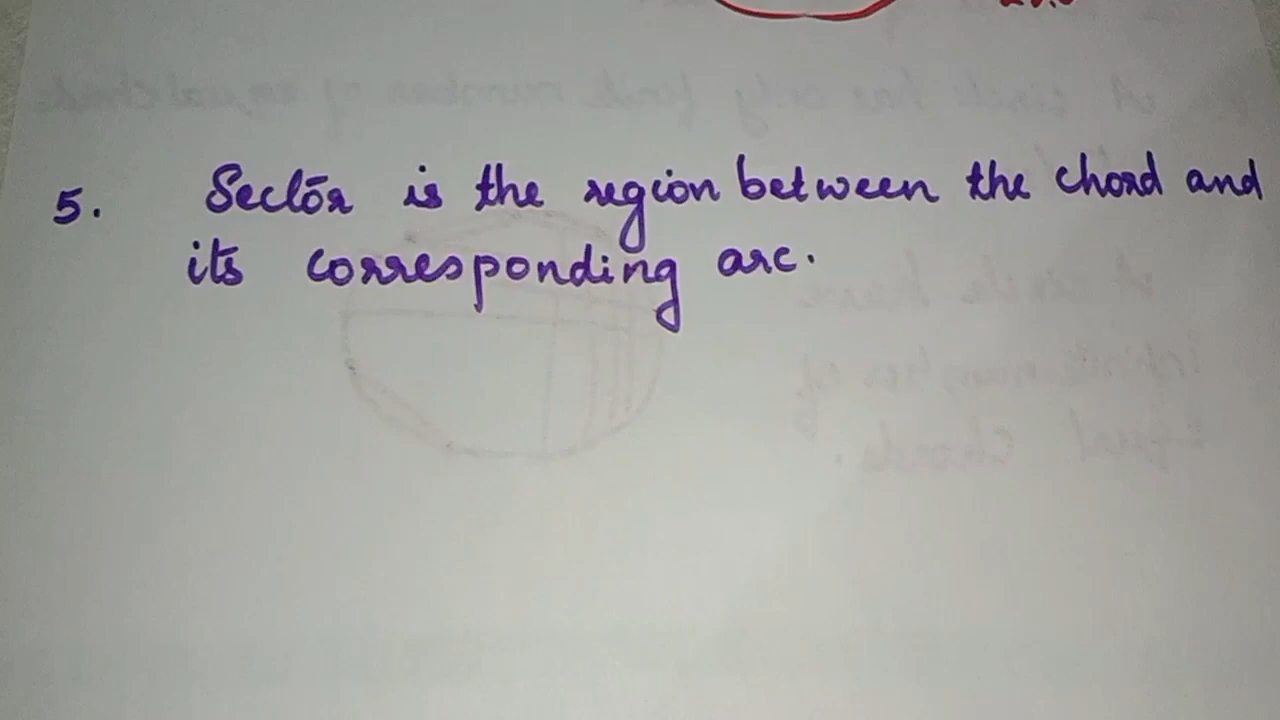 5. Sector is the region between the chord and
its corresponding arc.